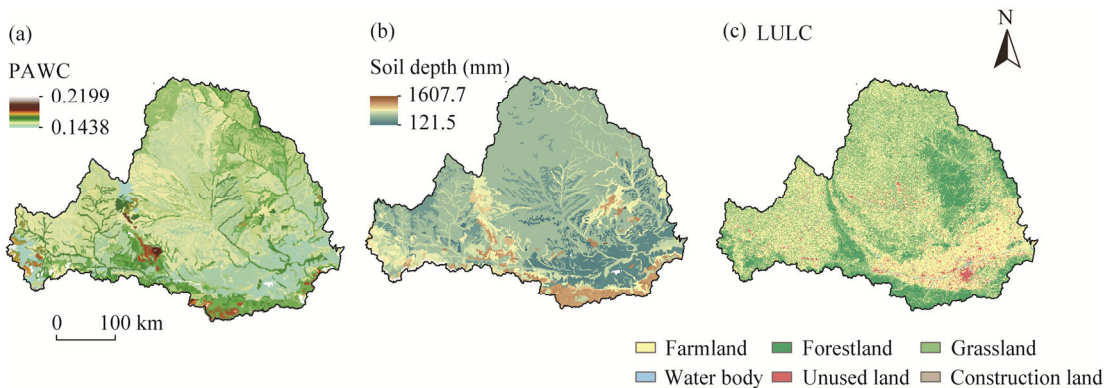 (a)
PAWC
0.2199
0.1438
0 100 km
(b)
Soil depth (mm)
1607.7
121.5
(c) LULC
N
Farmland Forestland Grassland
Water body Unused land Construction land